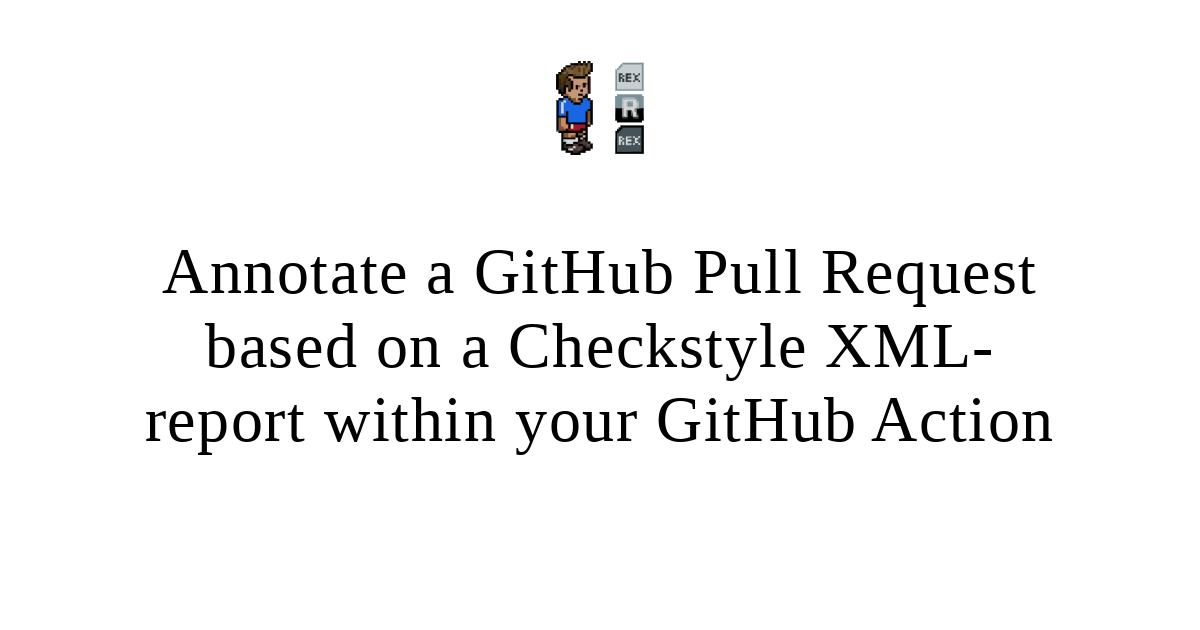 REX
R
REX
Annotate a GitHub Pull Request
based on a Checkstyle XML-
report within your GitHub Action